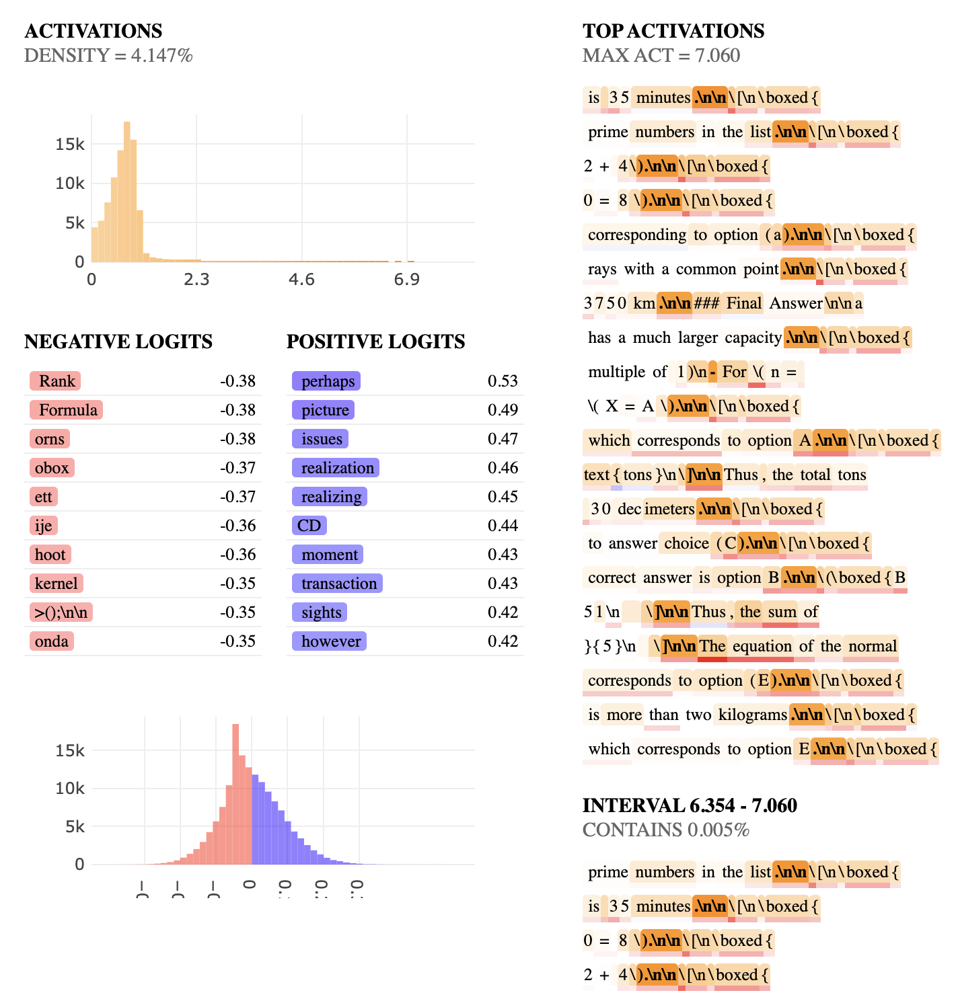 ACTIVATIONS
DENSITY = 4.147%
15k
10k
5k
0
0 2.3 4.6 6.9
NEGATIVE LOGITS
Rank -0.38
Formula -0.38
orns -0.38
obox -0.37
ett -0.37
ije -0.36
hoot -0.36
kernel -0.35
>();\n\n -0.35
onda -0.35
POSITIVE LOGITS
perhaps 0.53
picture 0.49
issues 0.47
realization 0.46
realizing 0.45
CD 0.44
moment 0.43
transaction 0.43
sights 0.42
however 0.42
15k
10k
5k
0
0
TOP ACTIVATIONS
MAX ACT = 7.060
is 35 minutes.\n\n\[\n\boxed{
prime numbers in the list.\n\n\[\n\boxed{
2 + 4\).\n\n\[\n\boxed{
0 = 8\).\n\n\[\n\boxed{
corresponding to option (a).\n\n\[\n\boxed{
rays with a common point.\n\n\[\n\boxed{
3750 km.\n\n### Final Answer\n\na
has a much larger capacity.\n\n\[\n\boxed{
multiple of 1)\n- For \( n =
\( X = A \).\n\n\[\n\boxed{
which corresponds to option A.\n\n\[\n\boxed{
text{tons}\n\]\n\nThus, the total tons
30 decimeters.\n\n\[\n\boxed{
to answer choice (C).\n\n\[\n\boxed{
correct answer is option B.\n\n\(\boxed{B
51\n \]\n\nThus, the sum of
}{5}\n \]\n\nThe equation of the normal
corresponds to option (E).\n\n\[\n\boxed{
is more than two kilograms.\n\n\[\n\boxed{
which corresponds to option E.\n\n\[\n\boxed{
INTERVAL 6.354 - 7.060
CONTAINS 0.005%
prime numbers in the list.\n\n\[\n\boxed{
is 35 minutes.\n\n\[\n\boxed{
0 = 8\).\n\n\[\n\boxed{
2 + 4\).\n\n\[\n\boxed{